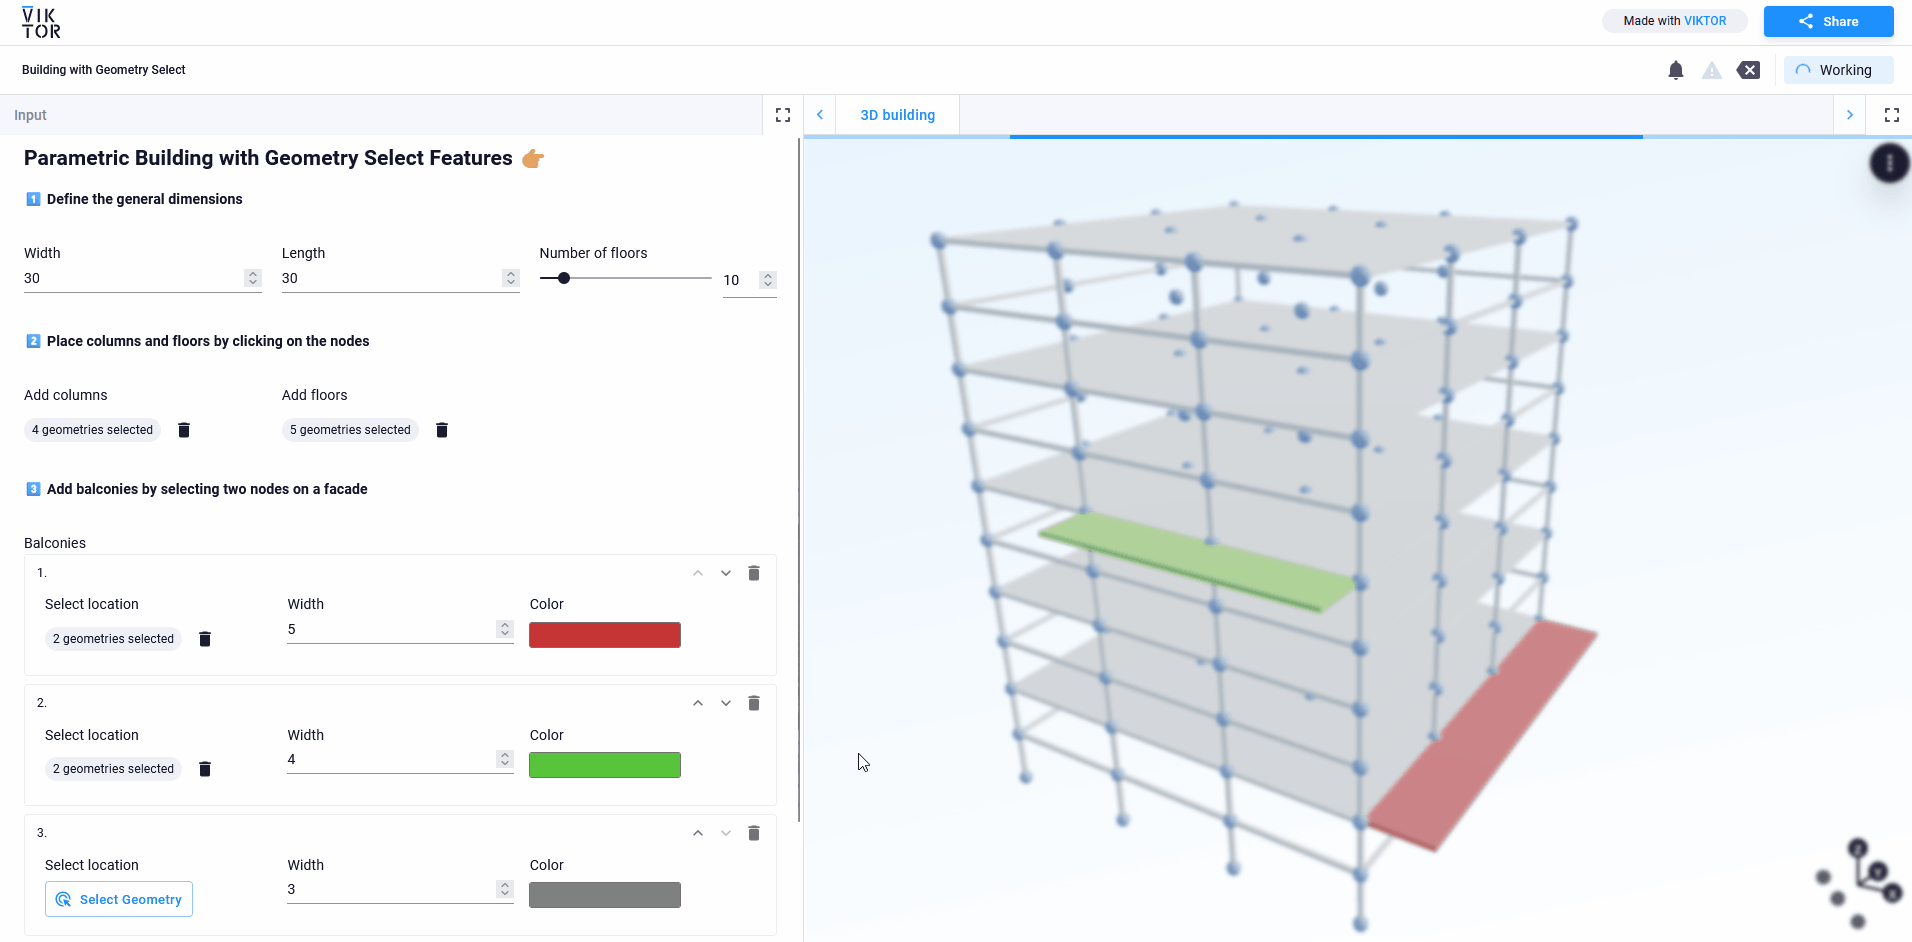 VIK
TOR
Made with VIKTOR
Share
Building with Geometry Select
Working
Input
3D building
Parametric Building with Geometry Select Features
1 Define the general dimensions
Width
Length
Number of floors
30
30
10
2 Place columns and floors by clicking on the nodes
Add columns
Add floors
4 geometries selected
5 geometries selected
3 Add balconies by selecting two nodes on a facade
Balconies
1.
Select location
Width
Color
2 geometries selected
5
2.
Select location
Width
Color
2 geometries selected
4
3.
Select location
Width
Color
Select Geometry
3
Z
Y
X